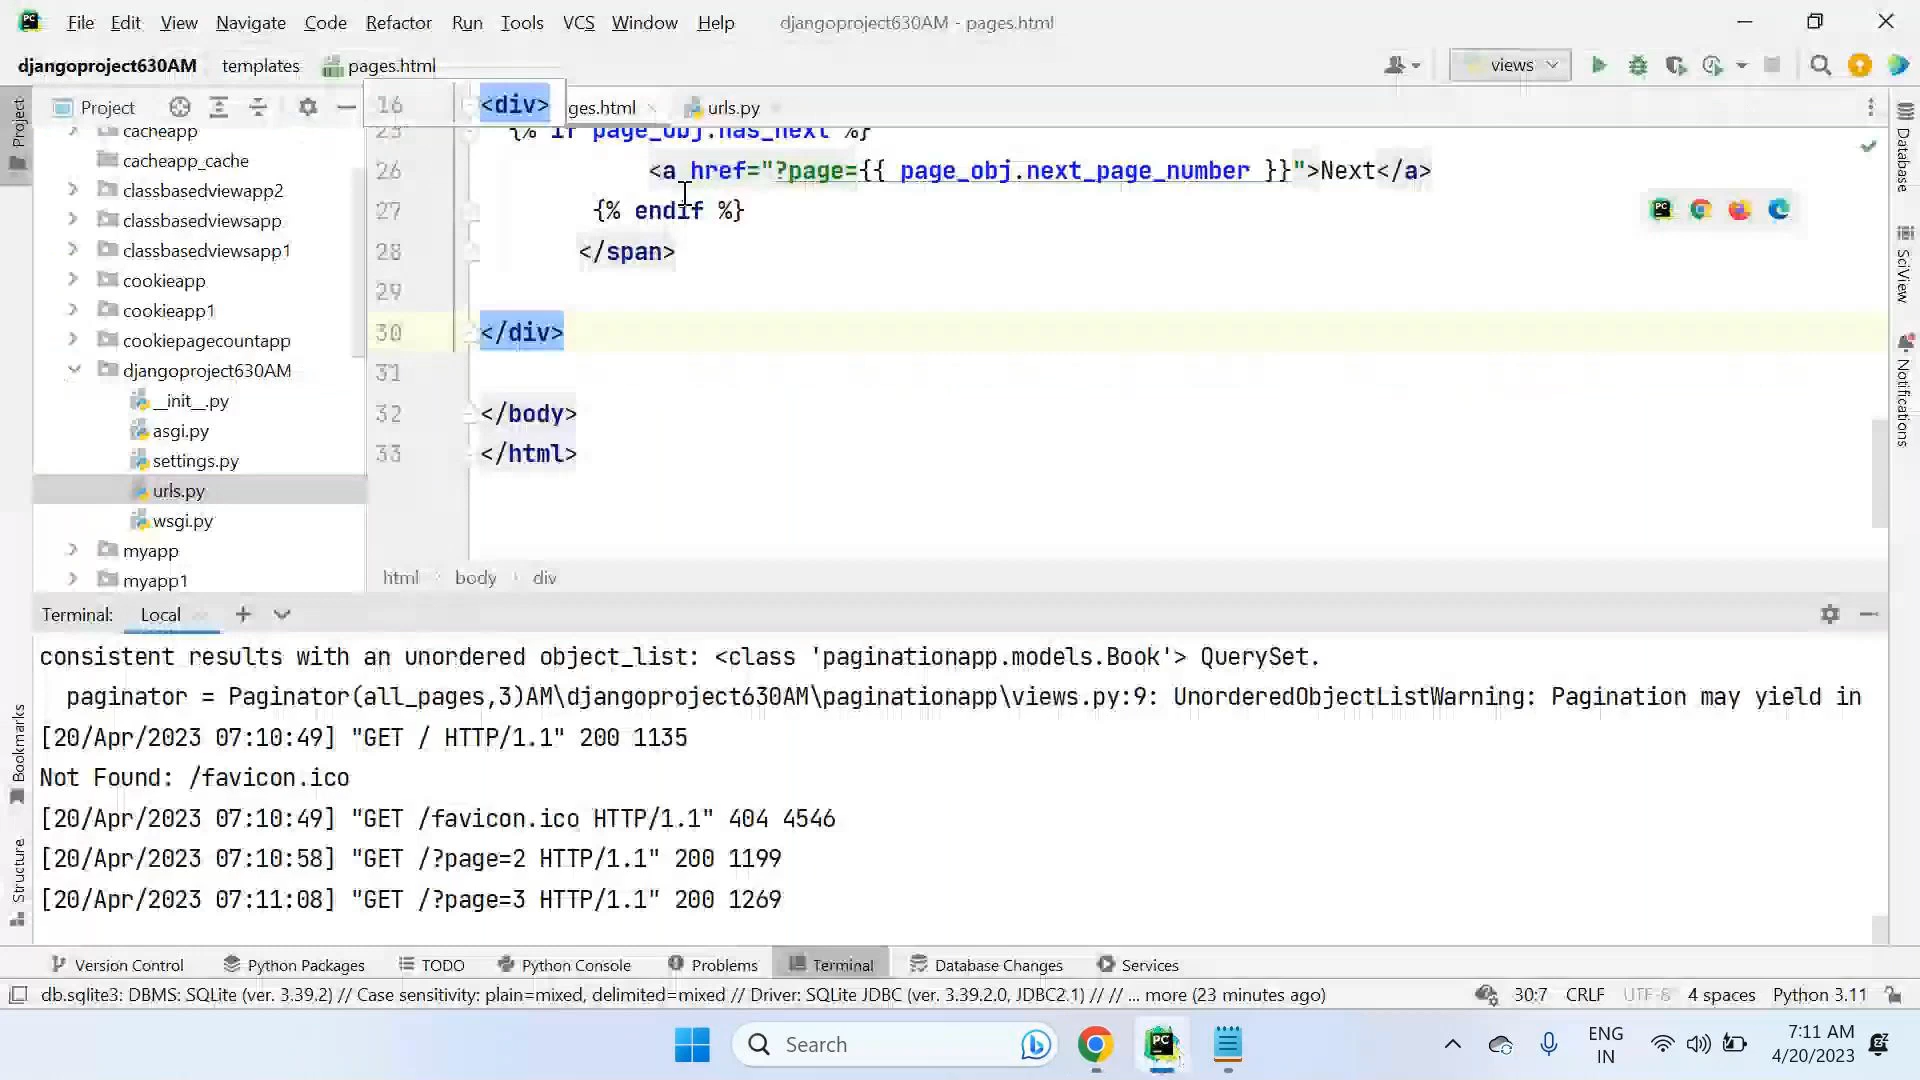 File Edit View Navigate Code Refactor Run Tools VCS Window Help djangoproject630AM - pages.html
djangoproject630AM templates pages.html views
Project
16 <div> ges.html urls.py
cacheapp
cacheapp_cache
classbasedviewapp2
classbasedviewsapp
classbasedviewsapp1
cookieapp
cookieapp1
cookiepagecountapp
djangoproject630AM
__init__.py
asgi.py
settings.py
urls.py
wsgi.py
myapp
myapp1
25 {% if page_obj.has_next %}
26 <a href="?page={{ page_obj.next_page_number }}">Next</a>
27 {% endif %}
28 </span>
29
30 </div>
31
32 </body>
33 </html>
html body div
Project
Bookmarks
Structure
Database
SciView
Notifications
Terminal: Local
consistent results with an unordered object_list: <class 'paginationapp.models.Book'> QuerySet.
paginator = Paginator(all_pages,3)AM\djangoproject630AM\paginationapp\views.py:9: UnorderedObjectListWarning: Pagination may yield in
[20/Apr/2023 07:10:49] "GET / HTTP/1.1" 200 1135
Not Found: /favicon.ico
[20/Apr/2023 07:10:49] "GET /favicon.ico HTTP/1.1" 404 4546
[20/Apr/2023 07:10:58] "GET /?page=2 HTTP/1.1" 200 1199
[20/Apr/2023 07:11:08] "GET /?page=3 HTTP/1.1" 200 1269
Version Control Python Packages TODO Python Console Problems Terminal Database Changes Services
db.sqlite3: DBMS: SQLite (ver. 3.39.2) // Case sensitivity: plain=mixed, delimited=mixed // Driver: SQLite JDBC (ver. 3.39.2.0, JDBC2.1) // // ... more (23 minutes ago) 30:7 CRLF UTF-8 4 spaces Python 3.11
Search
ENG
IN
7:11 AM
4/20/2023